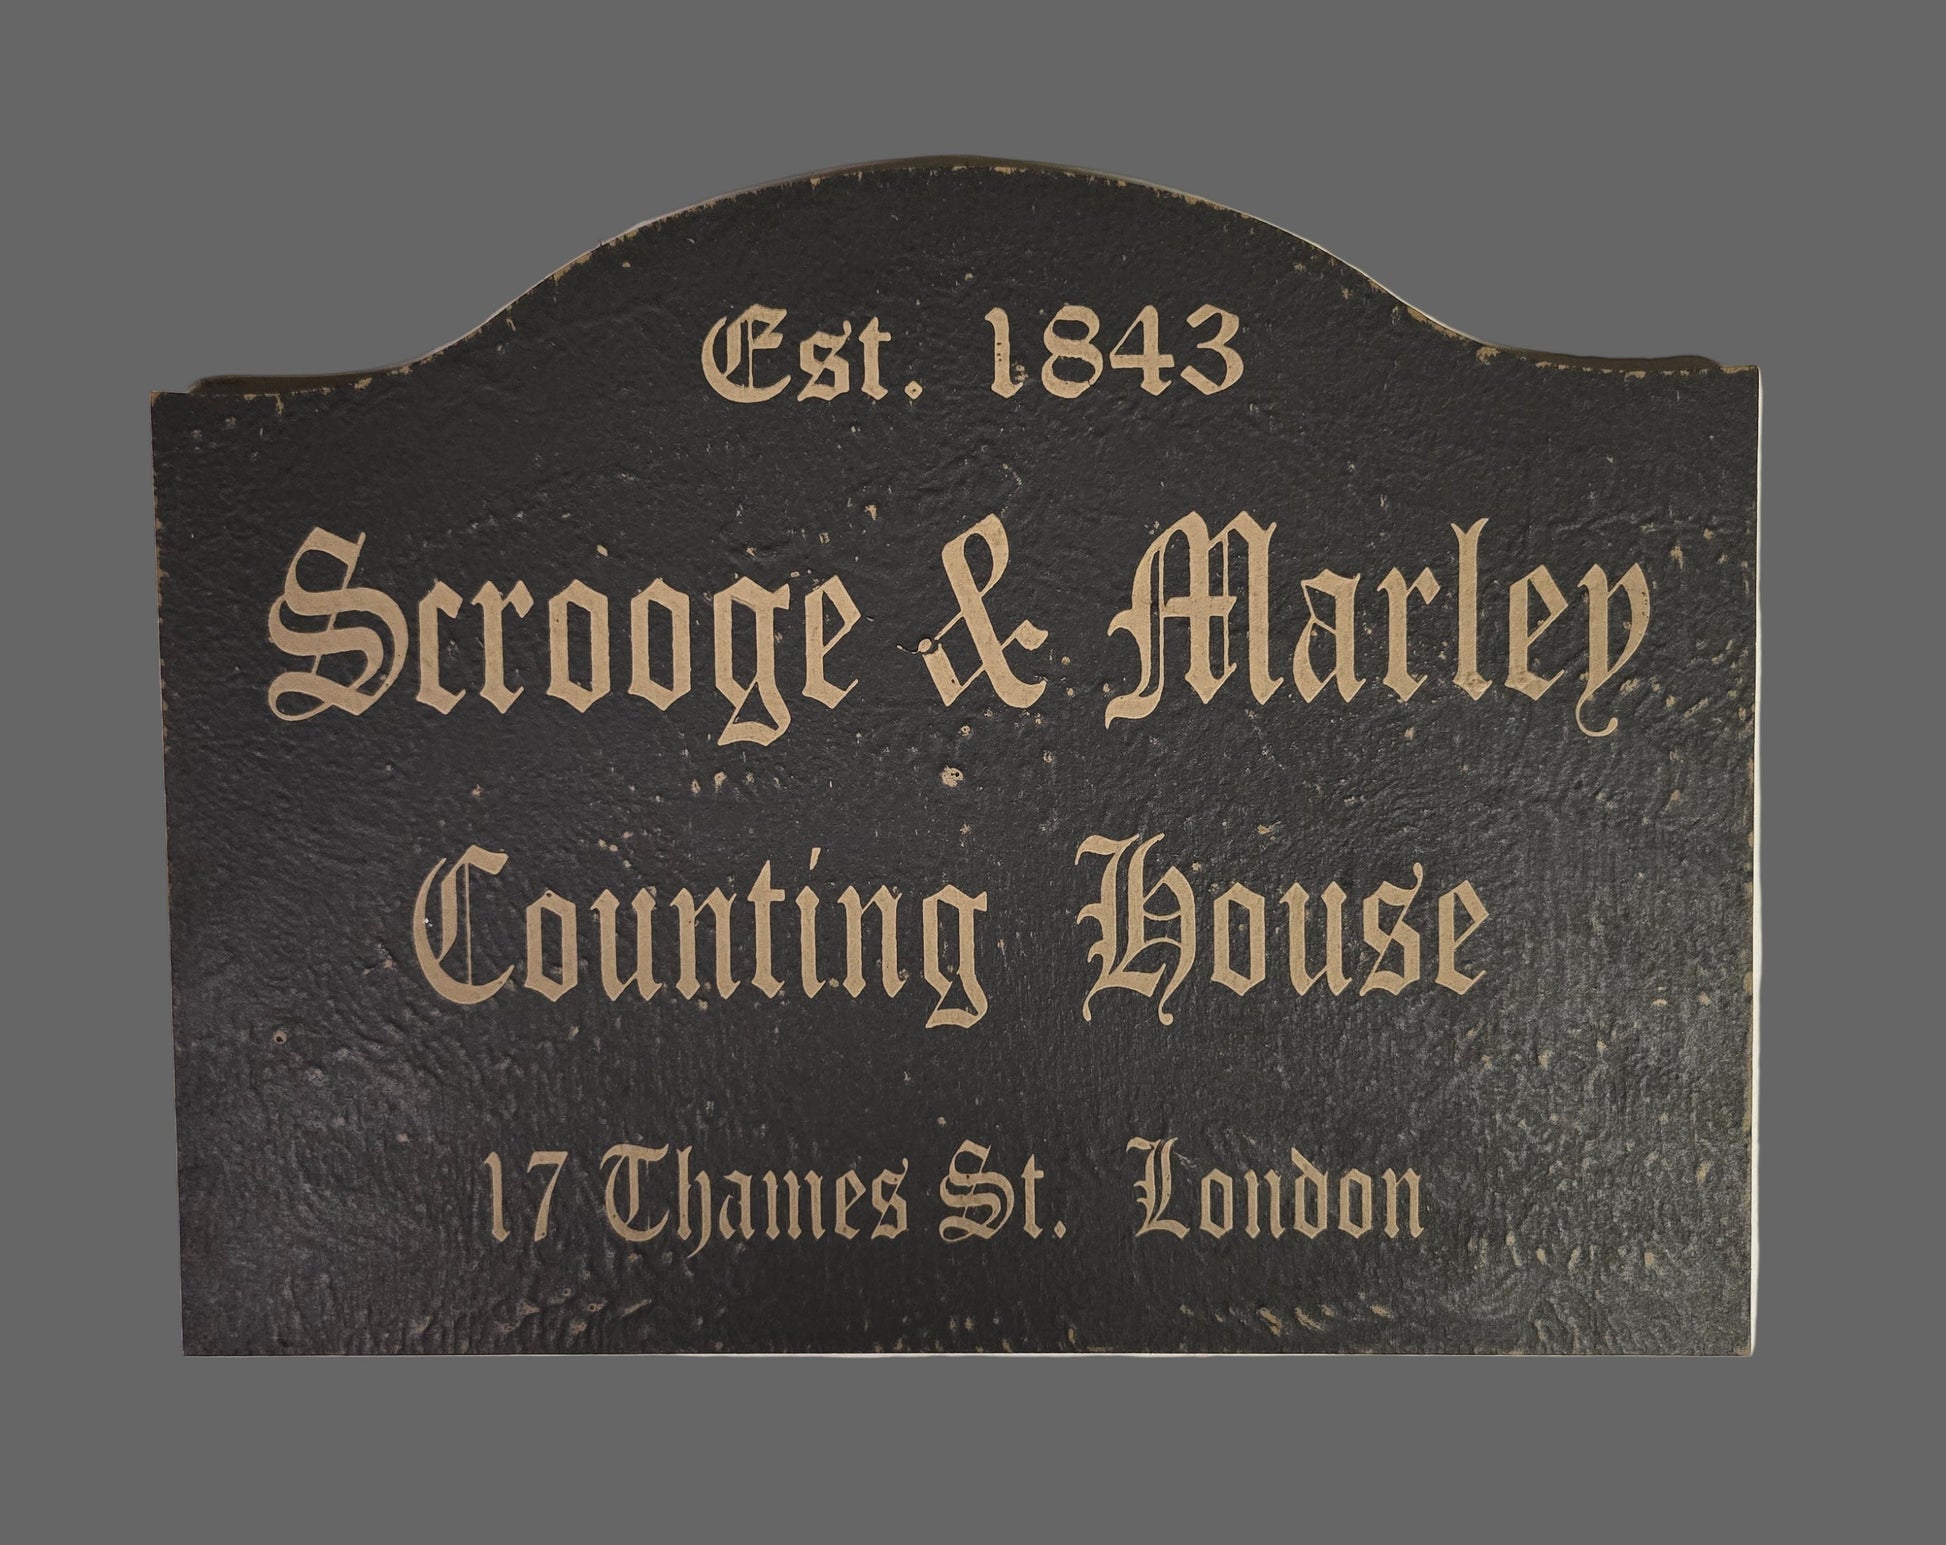 Est. 1843
Scrooge & Marley
Counting House
17 Thames St. London